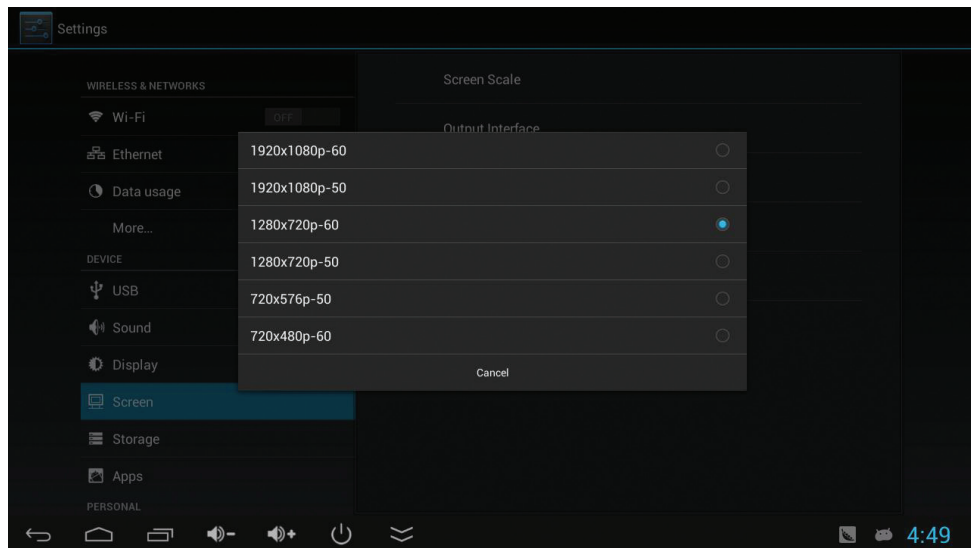 Settings
WIRELESS & NETWORKS
Wi-Fi
OFF
Ethernet
Data usage
More...
DEVICE
USB
Sound
Display
Screen
Storage
Apps
PERSONAL
Screen Scale
Output Interface
1920x1080p-60
1920x1080p-50
1280x720p-60
1280x720p-50
720x576p-50
720x480p-60
Cancel
4:49